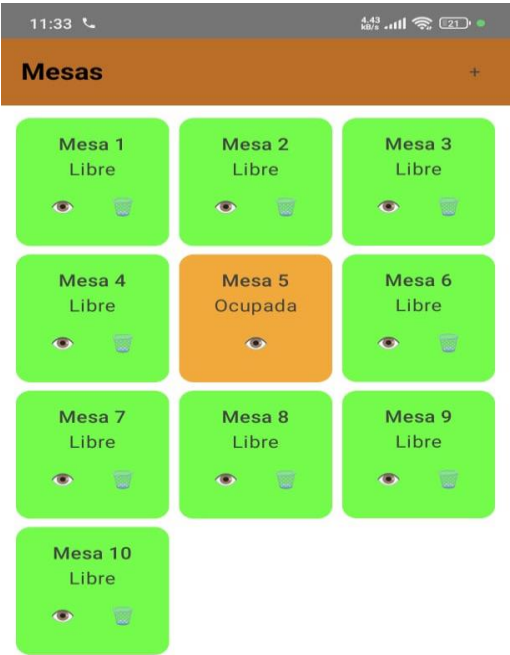 11:33
4.43
kB/s
21
Mesas
+
Mesa 1
Libre
Mesa 2
Libre
Mesa 3
Libre
Mesa 4
Libre
Mesa 5
Ocupada
Mesa 6
Libre
Mesa 7
Libre
Mesa 8
Libre
Mesa 9
Libre
Mesa 10
Libre